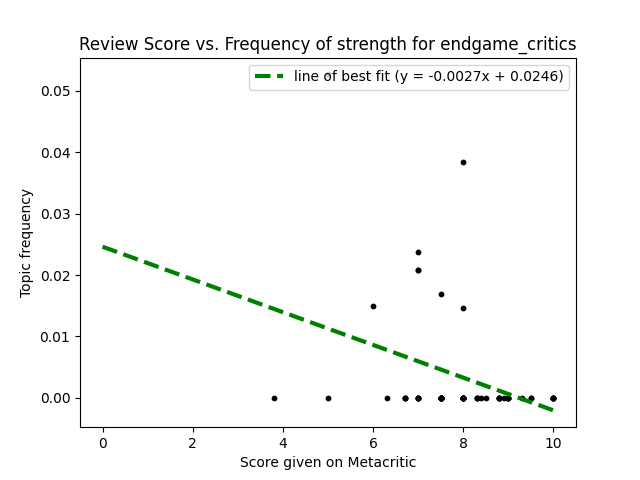 Review Score vs. Frequency of strength for endgame_critics
line of best fit (y = -0.0027x + 0.0246)
0.05
0.04
0.03
0.02
0.01
0.00
Topic frequency
0 2 4 6 8 10
Score given on Metacritic